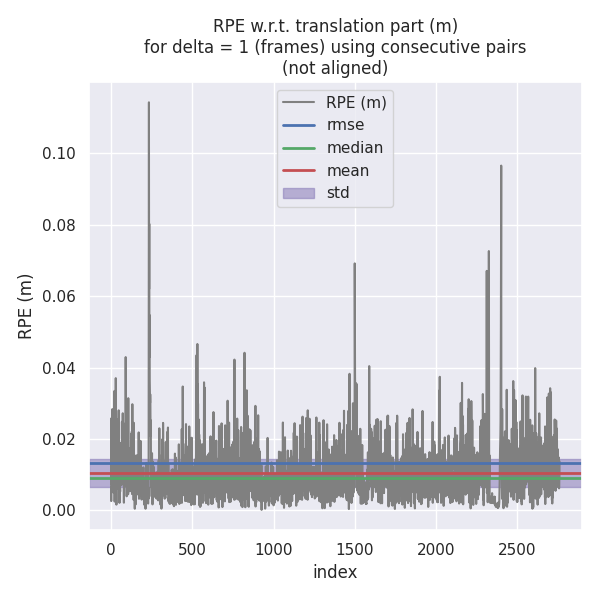 RPE w.r.t. translation part (m)
for delta = 1 (frames) using consecutive pairs
(not aligned)
RPE (m)
rmse
median
mean
std
0.10
0.08
0.06
0.04
0.02
0.00
RPE (m)
0 500 1000 1500 2000 2500
index